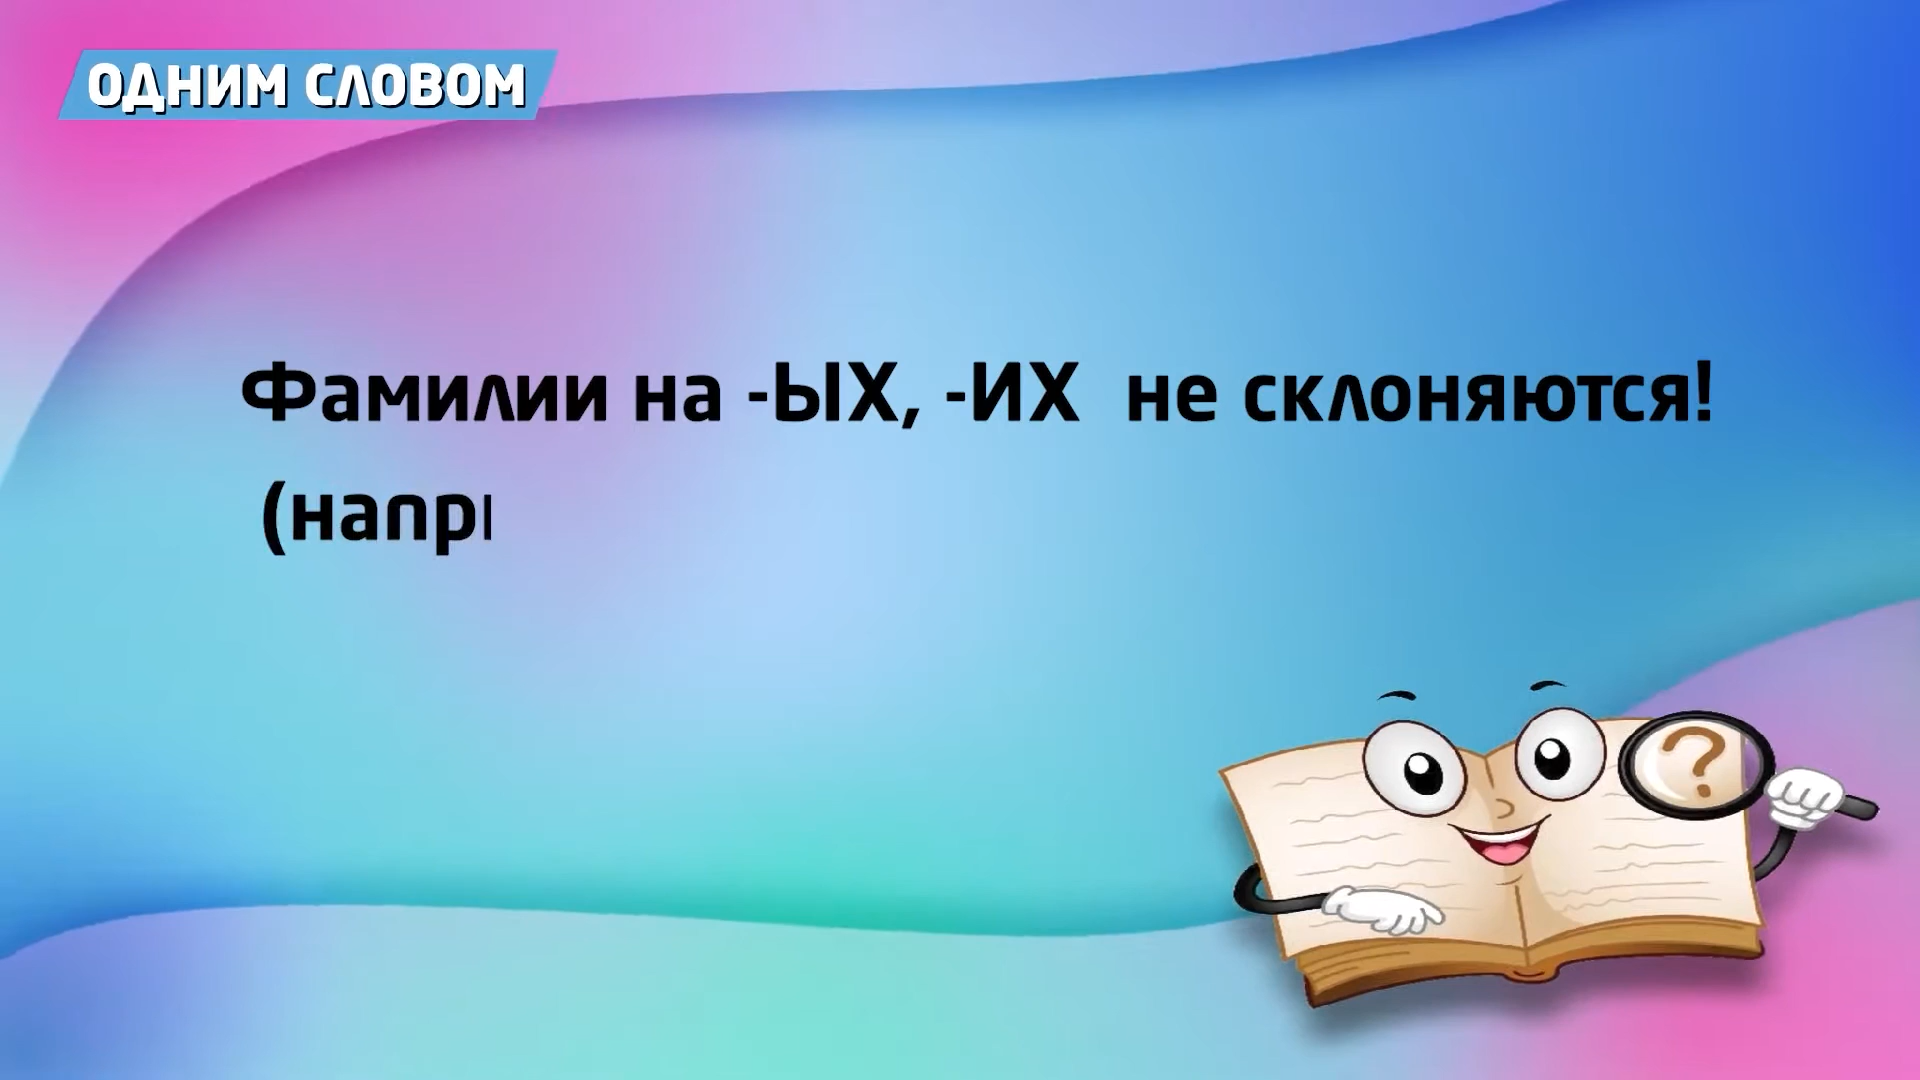 ОДНИМ СЛОВОМ
Фамилии на -ЫХ, -ИХ не склоняются!
(напр
?